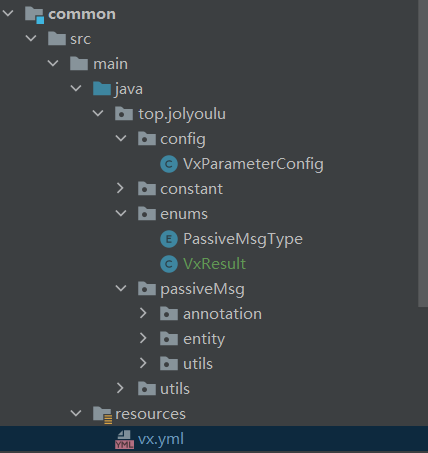 common
src
main
java
top.jolyoulu
config
C VxParameterConfig
constant
enums
E PassiveMsgType
C VxResult
passiveMsg
annotation
entity
utils
utils
resources
YML vx.yml